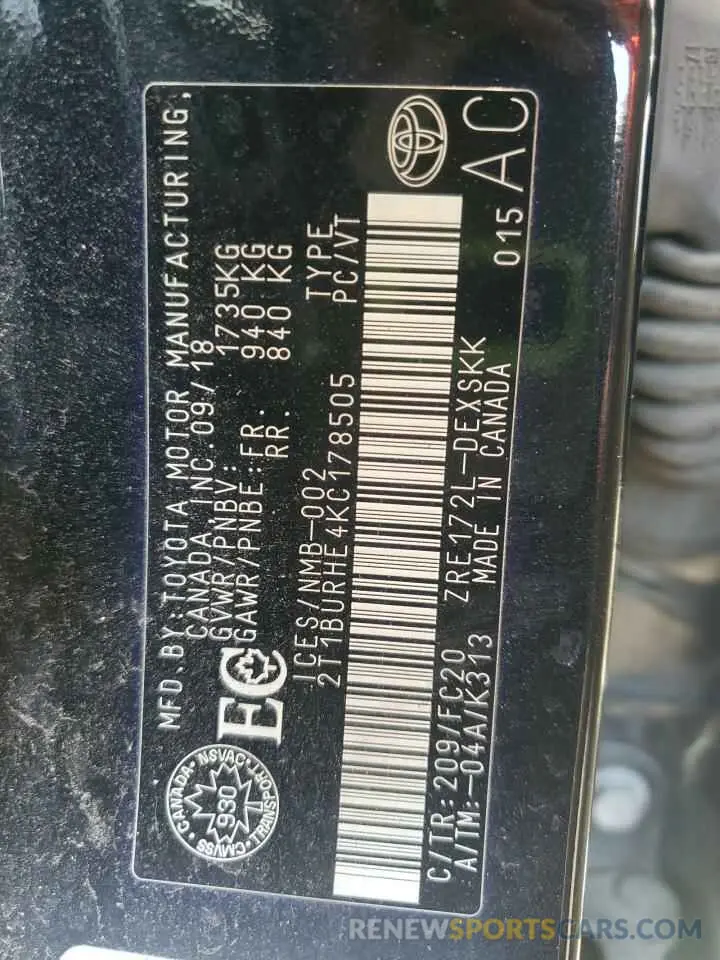 MFD.BY:TOYOTA MOTOR MANUFACTURING,
CANADA INC.09/18
GVWR/PNBV: 1735KG
GAWR/PNBE:FR. 940 KG
RR. 840 KG
EC
CANADA
NSVAC
TRANSPORT
CMVSS
930
ICES/NMB-002 TYPE
2T1BURHE4KC178505 PC/VT
C/TR:209/FC20 ZRE172L-DEXSKK
A/TM:-04A/K313 MADE IN CANADA
015 AC
RENEWSPORTSCARS.COM